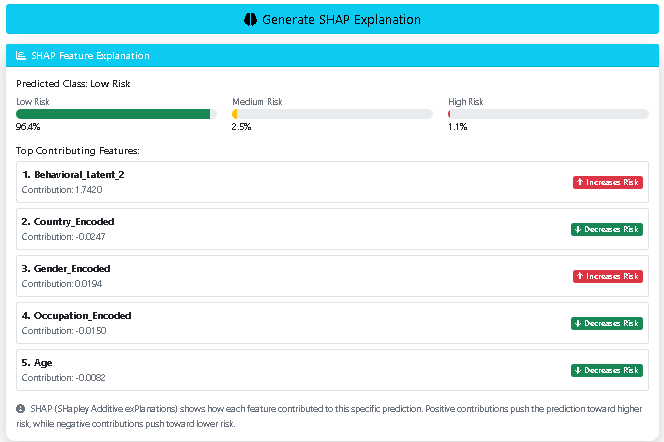 Generate SHAP Explanation
SHAP Feature Explanation
Predicted Class: Low Risk
Low Risk
Medium Risk
High Risk
96.4%
2.5%
1.1%
Top Contributing Features:
1. Behavioral_Latent_2
Contribution: 1.7420
Increases Risk
2. Country_Encoded
Contribution: -0.0247
Decreases Risk
3. Gender_Encoded
Contribution: 0.0194
Increases Risk
4. Occupation_Encoded
Contribution: -0.0150
Decreases Risk
5. Age
Contribution: -0.0082
Decreases Risk
SHAP (SHapley Additive exPlanations) shows how each feature contributed to this specific prediction. Positive contributions push the prediction toward higher
risk, while negative contributions push toward lower risk.